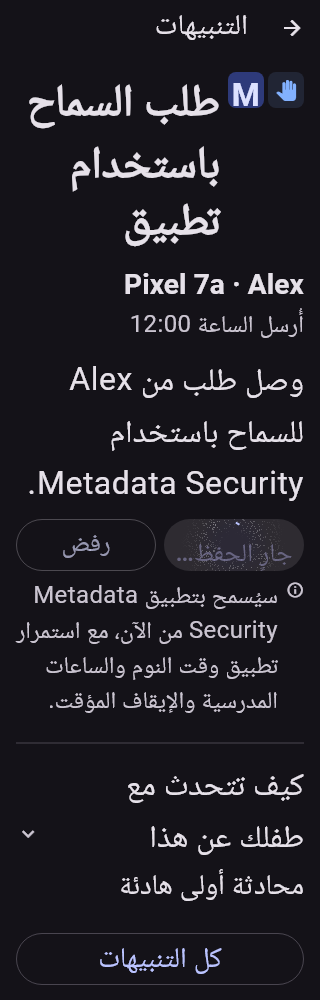 التنبيهات
M
طلب السماح
باستخدام
تطبيق
Pixel 7a · Alex
أرسل الساعة 12:00
وصل طلب من Alex
للسماح باستخدام
Metadata Security.
جارٍ الحفظ…
رفض
سيُسمح بتطبيق Metadata
Security من الآن، مع استمرار
تطبيق وقت النوم والساعات
المدرسية والإيقاف المؤقت.
كيف تتحدث مع
طفلك عن هذا
محادثة أولى هادئة
كل التنبيهات